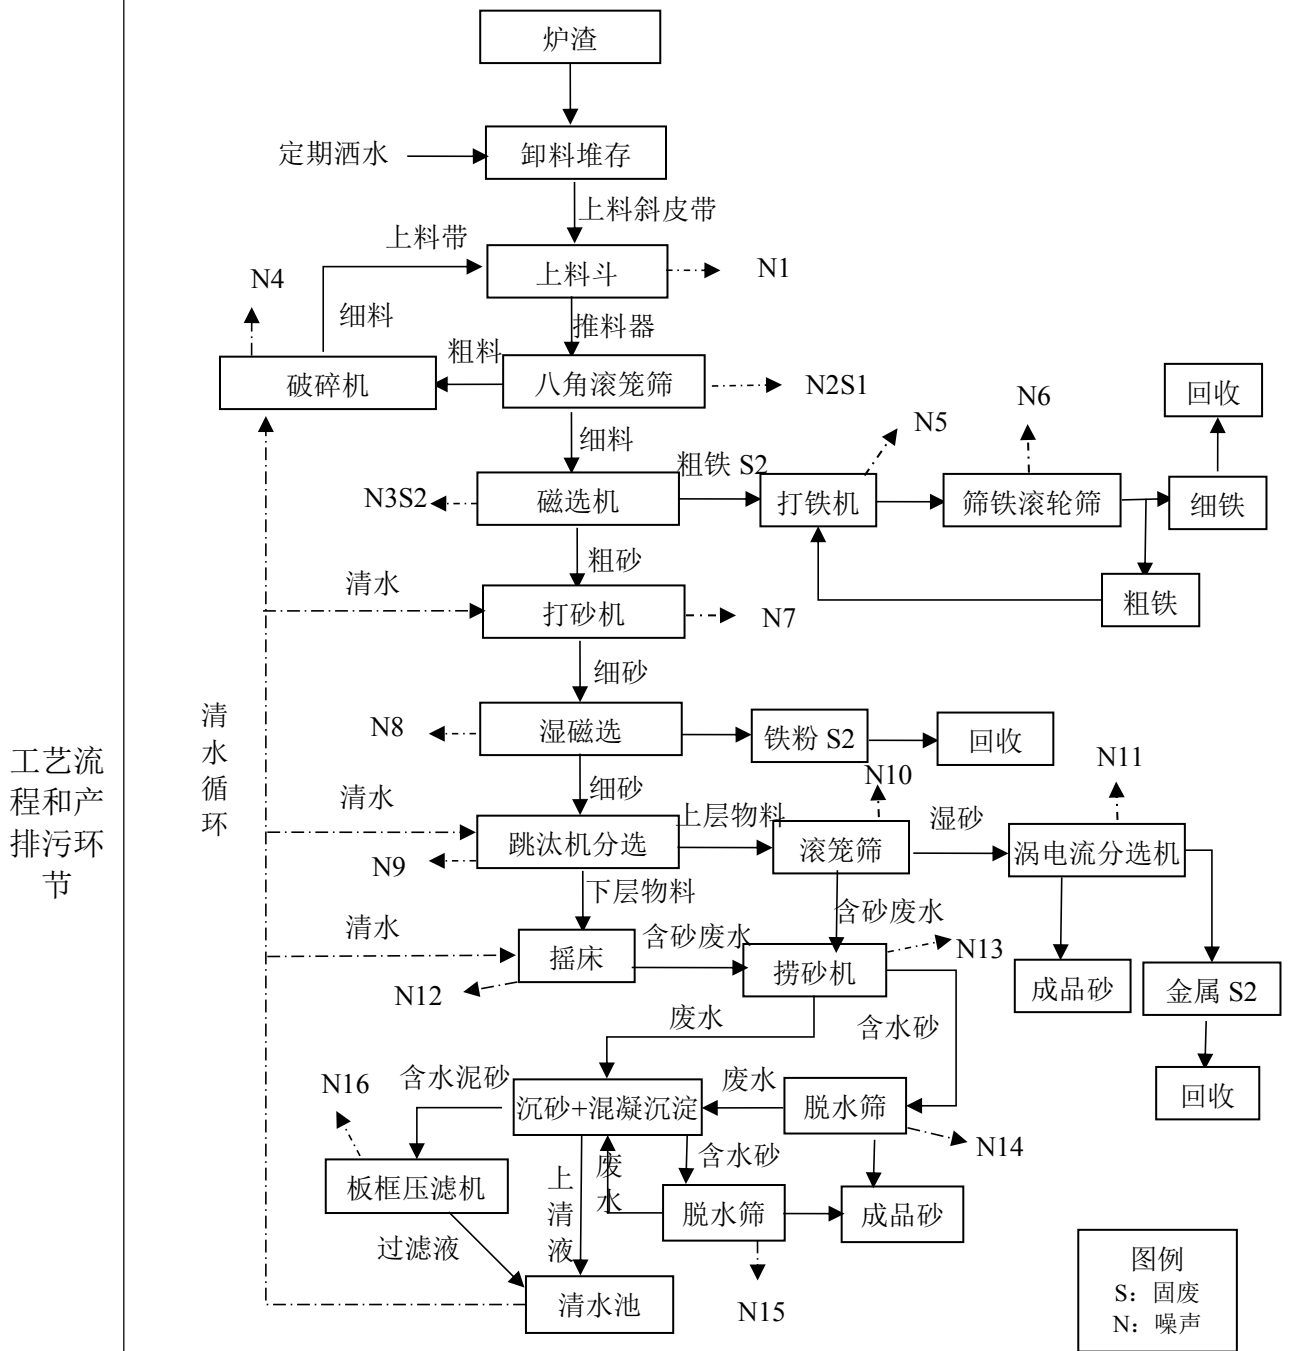 炉渣
定期洒水
卸料堆存
上料斜皮带
上料带
上料斗
N1
N4
细料
推料器
粗料
破碎机
八角滚笼筛
N2S1
回收
N6
N5
细料
粗铁 S2
N3S2
磁选机
打铁机
筛铁滚轮筛
细铁
粗砂
清水
打砂机
N7
粗铁
细砂
清水循环
N8
湿磁选
铁粉 S2
回收
N11
工艺流
程和产
排污环
节
N10
清水
细砂
上层物料
湿砂
跳汰机分选
滚笼筛
涡电流分选机
N9
下层物料
含砂废水
清水
含砂废水
N13
摇床
捞砂机
成品砂
金属 S2
N12
废水
含水砂
N16
含水泥砂
废水
回收
沉砂+混凝沉淀
脱水筛
N14
含水砂
废水
上清液
板框压滤机
脱水筛
成品砂
过滤液
清水池
N15
图例
S：固废
N：噪声